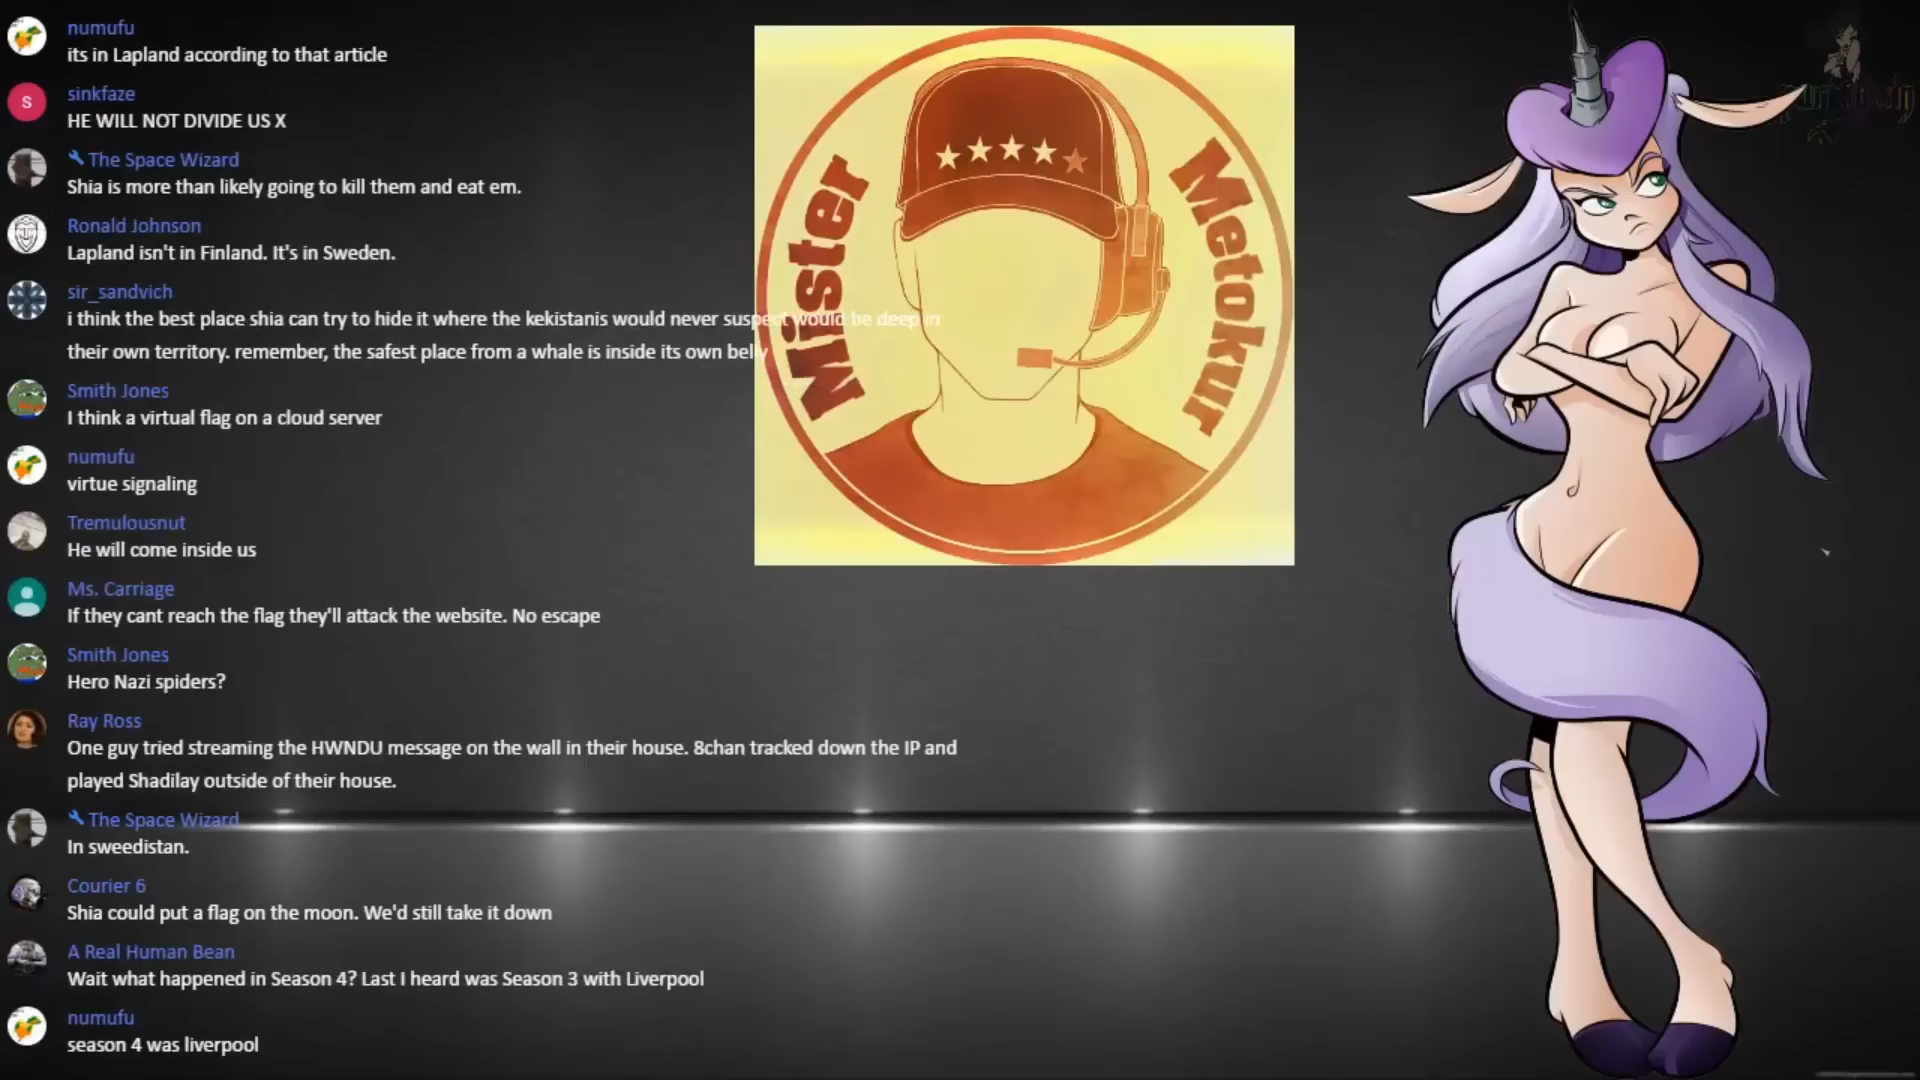 numufu
its in Lapland according to that article
sinkfaze
S
HE WILL NOT DIVIDE US X
The Space Wizard
Shia is more than likely going to kill them and eat em.
Ronald Johnson
Lapland isn't in Finland. It's in Sweden.
sir_sandvich
i think the best place shia can try to hide it where the kekistanis would never suspect would be deep in
their own territory. remember, the safest place from a whale is inside its own belly
Smith Jones
I think a virtual flag on a cloud server
numufu
virtue signaling
Tremulousnut
He will come inside us
Ms. Carriage
If they cant reach the flag they'll attack the website. No escape
Smith Jones
Hero Nazi spiders?
Ray Ross
One guy tried streaming the HWNDU message on the wall in their house. 8chan tracked down the IP and
played Shadilay outside of their house.
The Space Wizard
In sweedistan.
Courier 6
Shia could put a flag on the moon. We'd still take it down
A Real Human Bean
Wait what happened in Season 4? Last I heard was Season 3 with Liverpool
numufu
season 4 was liverpool
Mister
Metokur